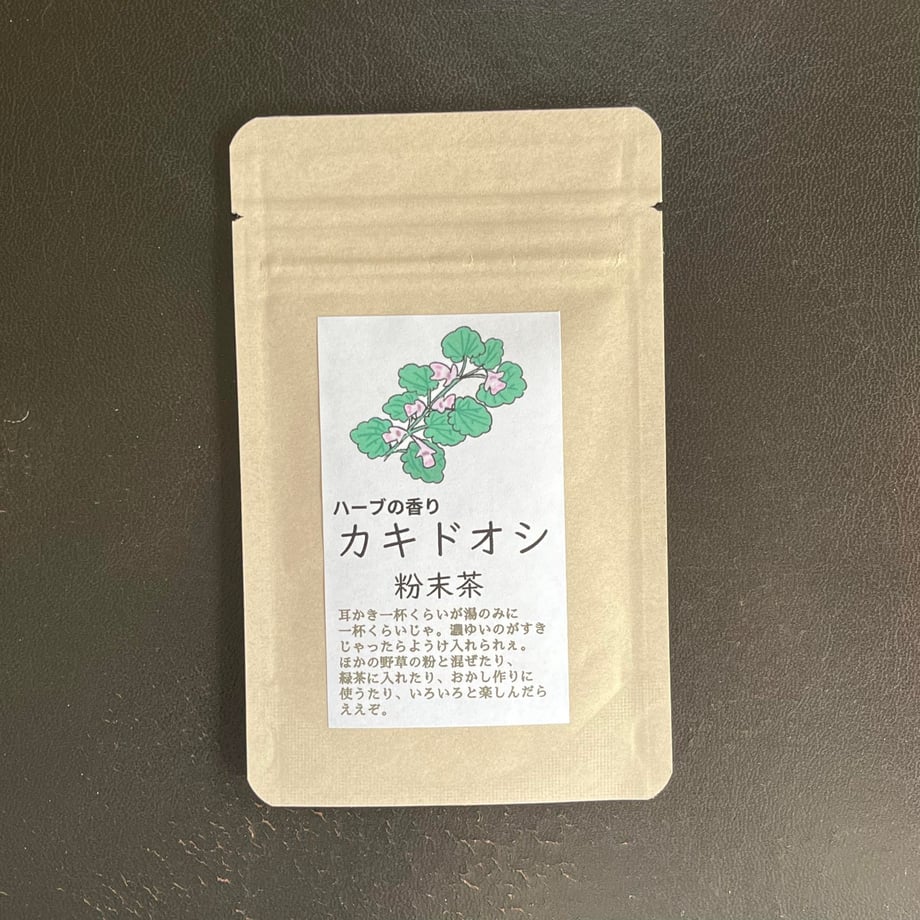 ハーブの香り
カキドオシ
粉末茶
耳かき一杯くらいが湯のみに
一杯くらいじゃ。濃ゆいのがすき
じゃったらようけ入れられぇ。
ほかの野草の粉と混ぜたり、
緑茶に入れたり、おかし作りに
使うたり、いろいろと楽しんだら
ええぞ。